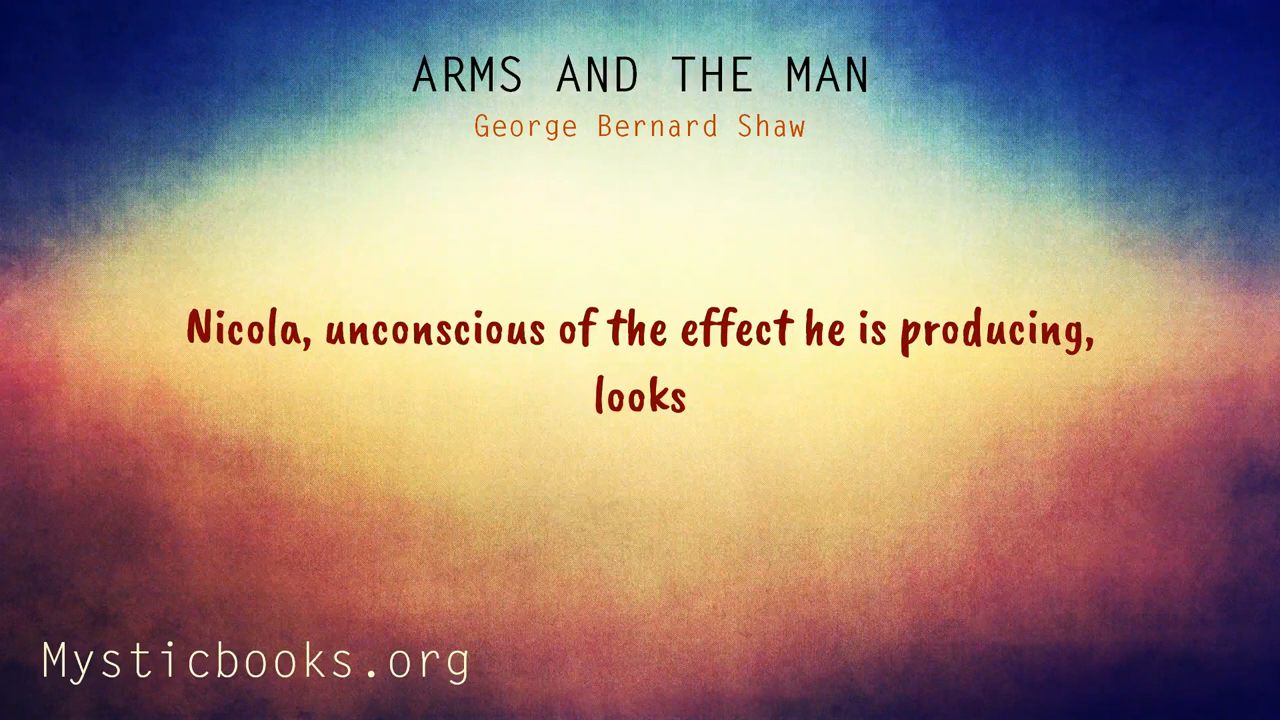 ARMS AND THE MAN
George Bernard Shaw
Nicola, unconscious of the effect he is producing,
looks
Mysticbooks.org